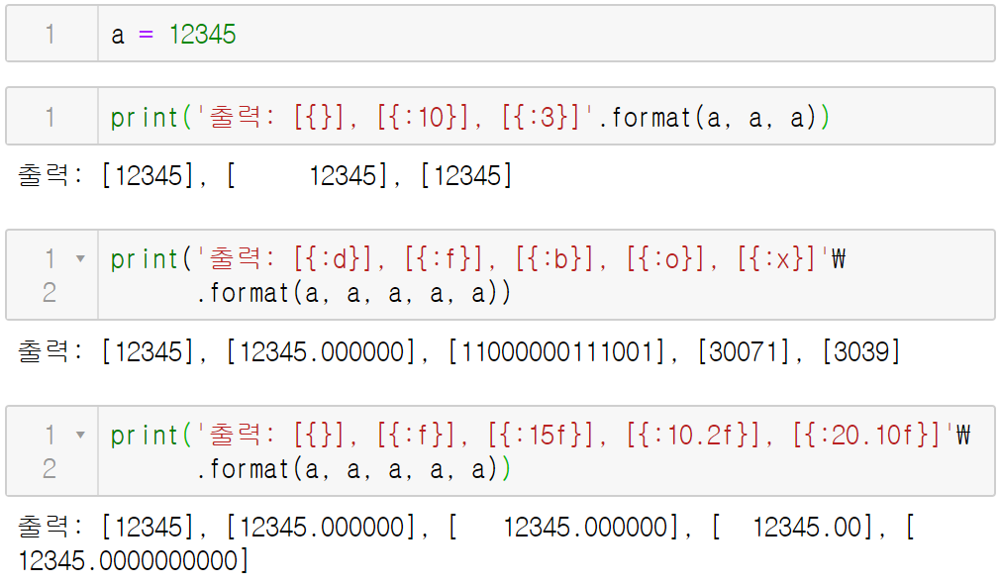 1 a = 12345
1 print('출력: [{}], [{:10}], [{:3}]'.format(a, a, a))
출력: [12345], [     12345], [12345]
1 print('출력: [{:d}], [{:f}], [{:b}], [{:o}], [{:x}]'₩
2 .format(a, a, a, a, a))
출력: [12345], [12345.000000], [11000000111001], [30071], [3039]
1 print('출력: [{}], [{:f}], [{:15f}], [{:10.2f}], [{:20.10f}]'₩
2 .format(a, a, a, a, a))
출력: [12345], [12345.000000], [   12345.000000], [  12345.00], [
12345.0000000000]